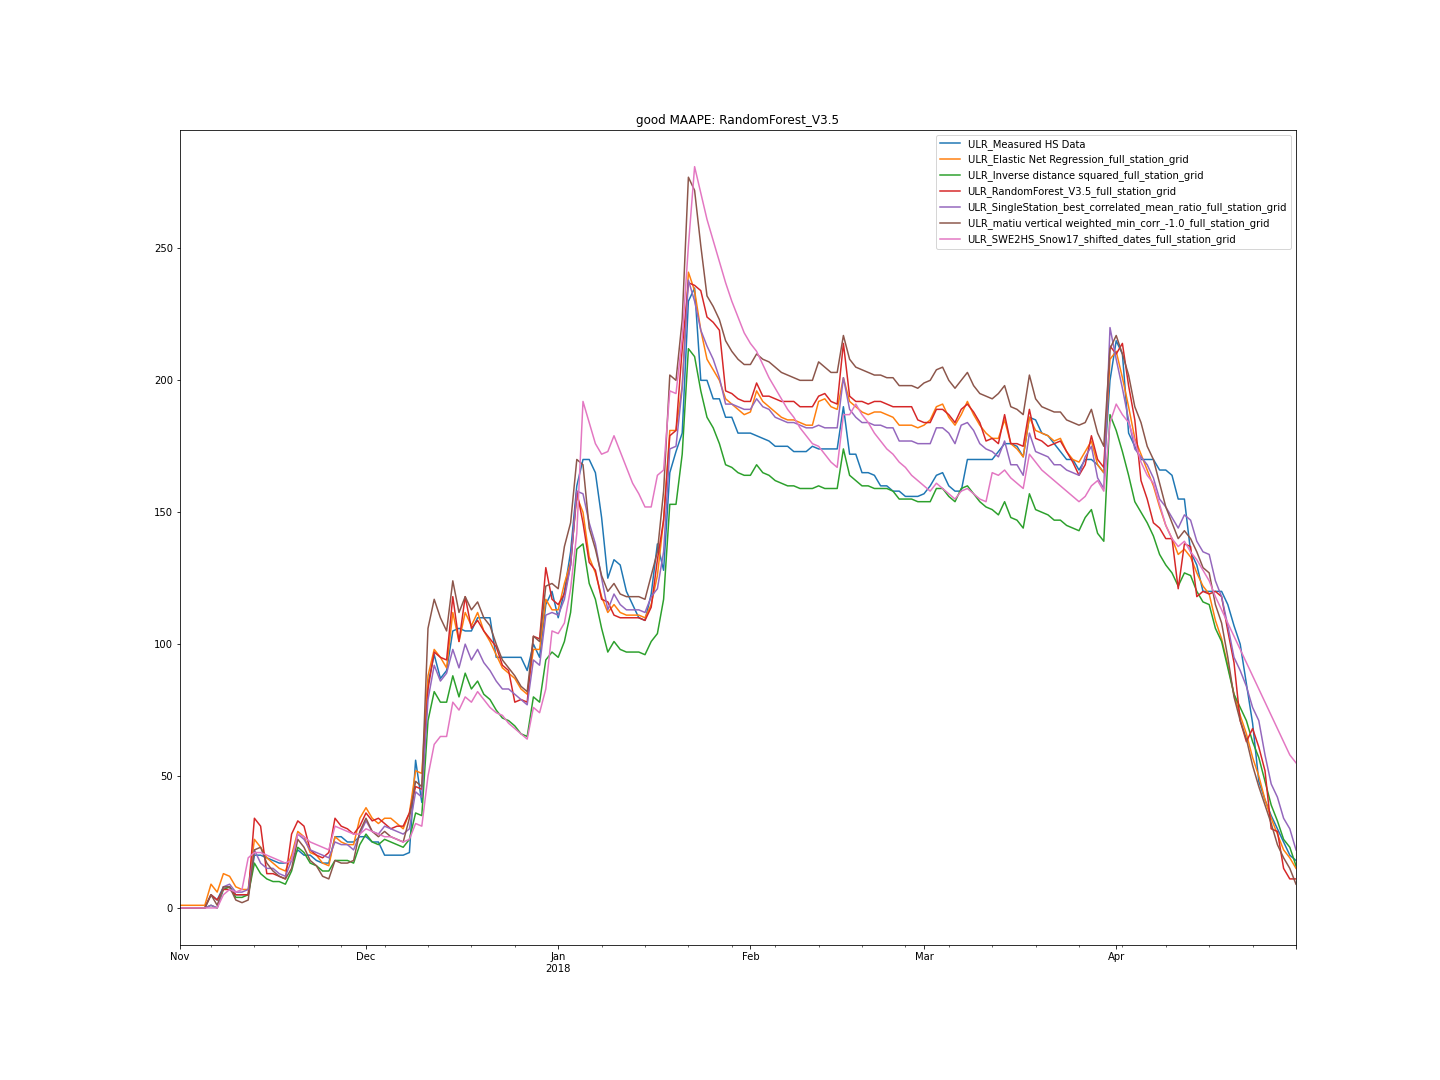 good MAAPE: RandomForest_V3.5
ULR_Measured HS Data
ULR_Elastic Net Regression_full_station_grid
ULR_Inverse distance squared_full_station_grid
ULR_RandomForest_V3.5_full_station_grid
ULR_SingleStation_best_correlated_mean_ratio_full_station_grid
ULR_matiu vertical weighted_min_corr_-1.0_full_station_grid
ULR_SWE2HS_Snow17_shifted_dates_full_station_grid
250
200
150
100
50
0
Nov Dec Jan Feb Mar Apr
2018